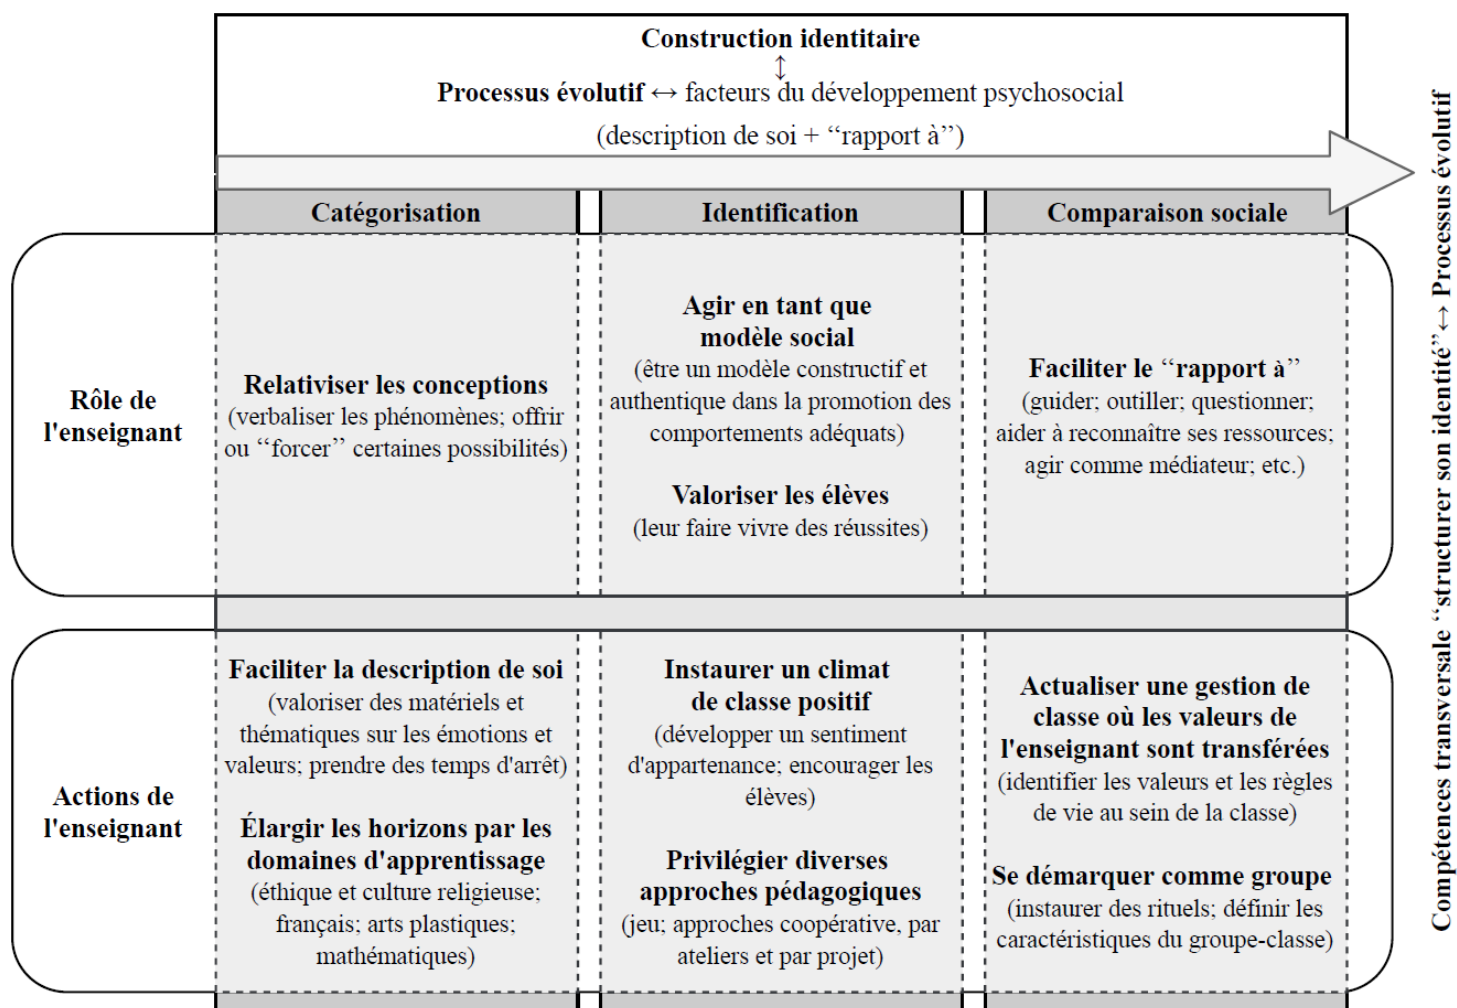 Construction identitaire
↕
Processus évolutif ↔ facteurs du développement psychosocial
(description de soi + “rapport à”)
Catégorisation
Identification
Comparaison sociale
Rôle de
l'enseignant
Relativiser les conceptions
(verbaliser les phénomènes; offrir
ou “forcer” certaines possibilités)
Agir en tant que
modèle social
(être un modèle constructif et
authentique dans la promotion des
comportements adéquats)
Valoriser les élèves
(leur faire vivre des réussites)
Faciliter le “rapport à”
(guider; outiller; questionner;
aider à reconnaître ses ressources;
agir comme médiateur; etc.)
Actions de
l'enseignant
Faciliter la description de soi
(valoriser des matériels et
thématiques sur les émotions et
valeurs; prendre des temps d'arrêt)
Élargir les horizons par les
domaines d'apprentissage
(éthique et culture religieuse;
français; arts plastiques;
mathématiques)
Instaurer un climat
de classe positif
(développer un sentiment
d'appartenance; encourager les
élèves)
Privilégier diverses
approches pédagogiques
(jeu; approches coopérative, par
ateliers et par projet)
Actualiser une gestion de
classe où les valeurs de
l'enseignant sont transférées
(identifier les valeurs et les règles
de vie au sein de la classe)
Se démarquer comme groupe
(instaurer des rituels; définir les
caractéristiques du groupe-classe)
Compétences transversale “structurer son identité” ↔ Processus évolutif